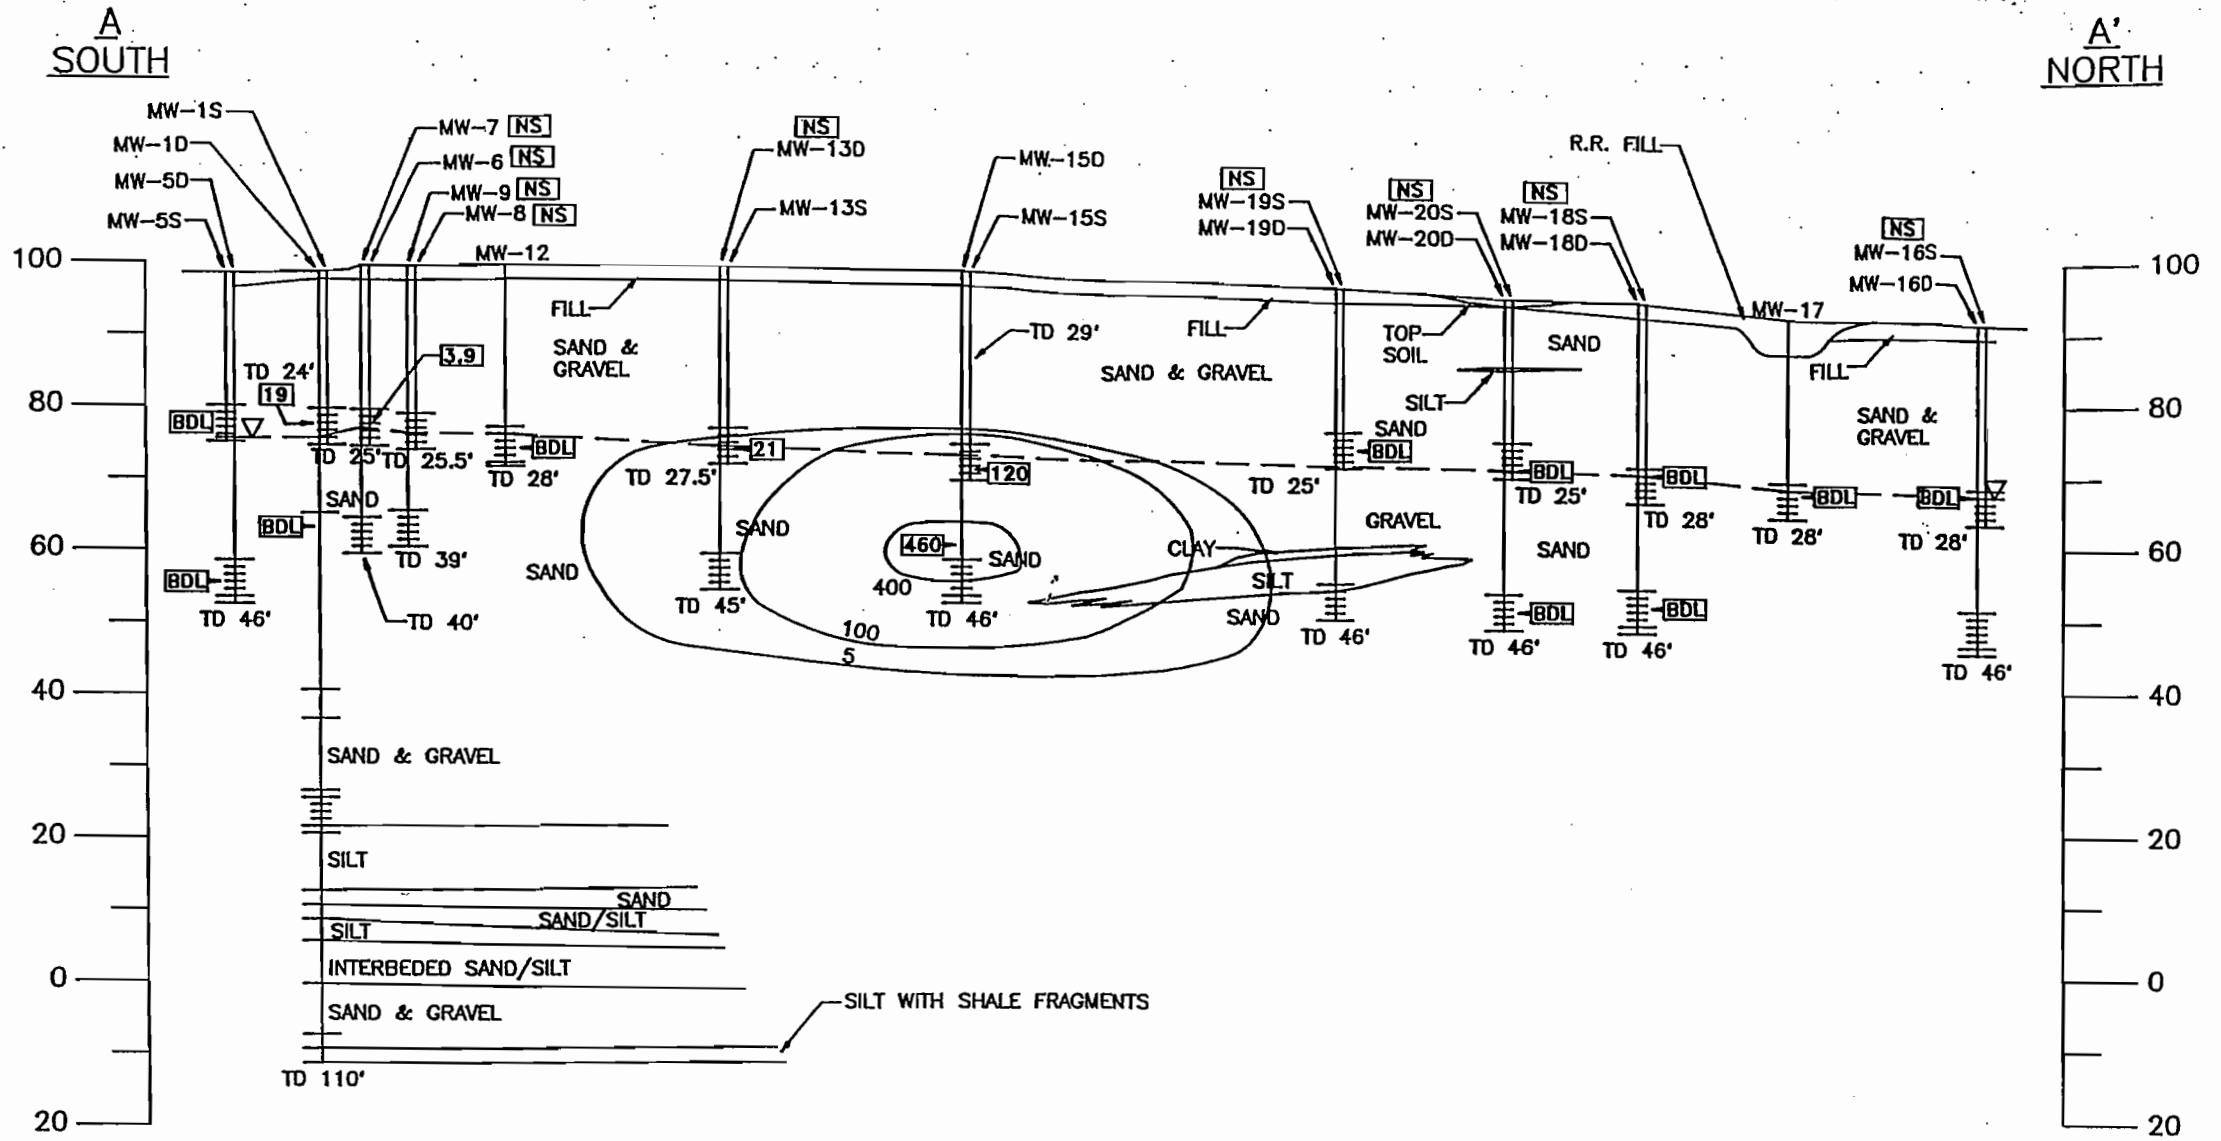 A
SOUTH
A'
NORTH
MW-1S
MW-1D
MW-5D
MW-5S
MW-7 NS
MW-6 NS
MW-9 NS
MW-8 NS
MW-12
NS
MW-13D
MW-13S
MW-15D
MW-15S
NS
MW-19S
MW-19D
NS
MW-20S
MW-20D
NS
MW-18S
MW-18D
R.R. FILL
MW-17
NS
MW-16S
MW-16D
100
80
60
40
20
0
20
100
80
60
40
20
0
20
FILL
SAND &
GRAVEL
TD 29'
FILL
SAND & GRAVEL
TOP
SOIL
SAND
SILT
FILL
SAND &
GRAVEL
TD 24'
19
3.9
BDL
TD 25'
TD 25.5'
BDL
TD 28'
TD 27.5'
21
120
SAND
BDL
TD 25'
BDL
TD 25'
BDL
TD 28'
BDL
TD 28'
BDL
TD 28'
SAND
BDL
TD 39'
TD 40'
BDL
TD 46'
SAND
SAND
TD 45'
460
SAND
400
TD 46'
100
5
CLAY
GRAVEL
SILT
SAND
TD 46'
SAND
BDL
TD 46'
BDL
TD 46'
TD 46'
SAND & GRAVEL
SILT
SAND
SAND/SILT
SILT
INTERBEDED SAND/SILT
SAND & GRAVEL
SILT WITH SHALE FRAGMENTS
TD 110'